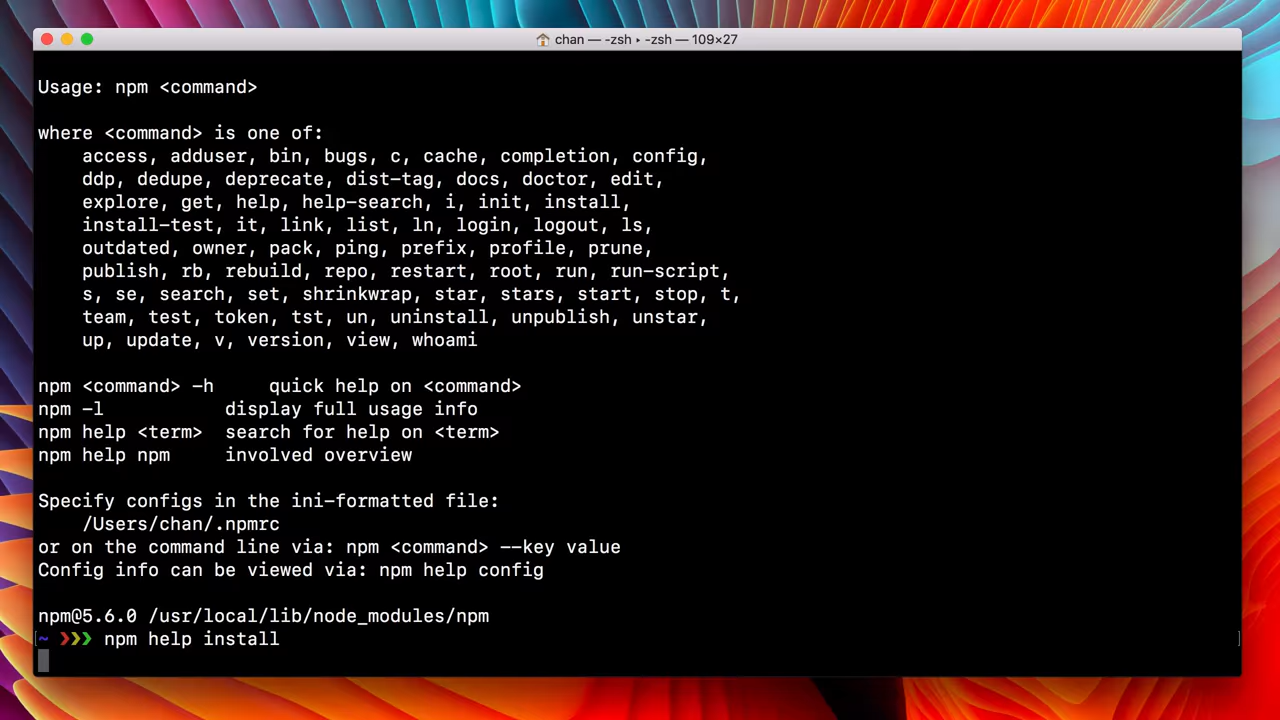 chan — -zsh ▸ -zsh — 109×27
Usage: npm <command>
where <command> is one of:
access, adduser, bin, bugs, c, cache, completion, config,
ddp, dedupe, deprecate, dist-tag, docs, doctor, edit,
explore, get, help, help-search, i, init, install,
install-test, it, link, list, ln, login, logout, ls,
outdated, owner, pack, ping, prefix, profile, prune,
publish, rb, rebuild, repo, restart, root, run, run-script,
s, se, search, set, shrinkwrap, star, stars, start, stop, t,
team, test, token, tst, un, uninstall, unpublish, unstar,
up, update, v, version, view, whoami
npm <command> -h     quick help on <command>
npm -l           display full usage info
npm help <term>  search for help on <term>
npm help npm     involved overview
Specify configs in the ini-formatted file:
/Users/chan/.npmrc
or on the command line via: npm <command> --key value
Config info can be viewed via: npm help config
npm@5.6.0 /usr/local/lib/node_modules/npm
[~ ❯❯❯ npm help install ]